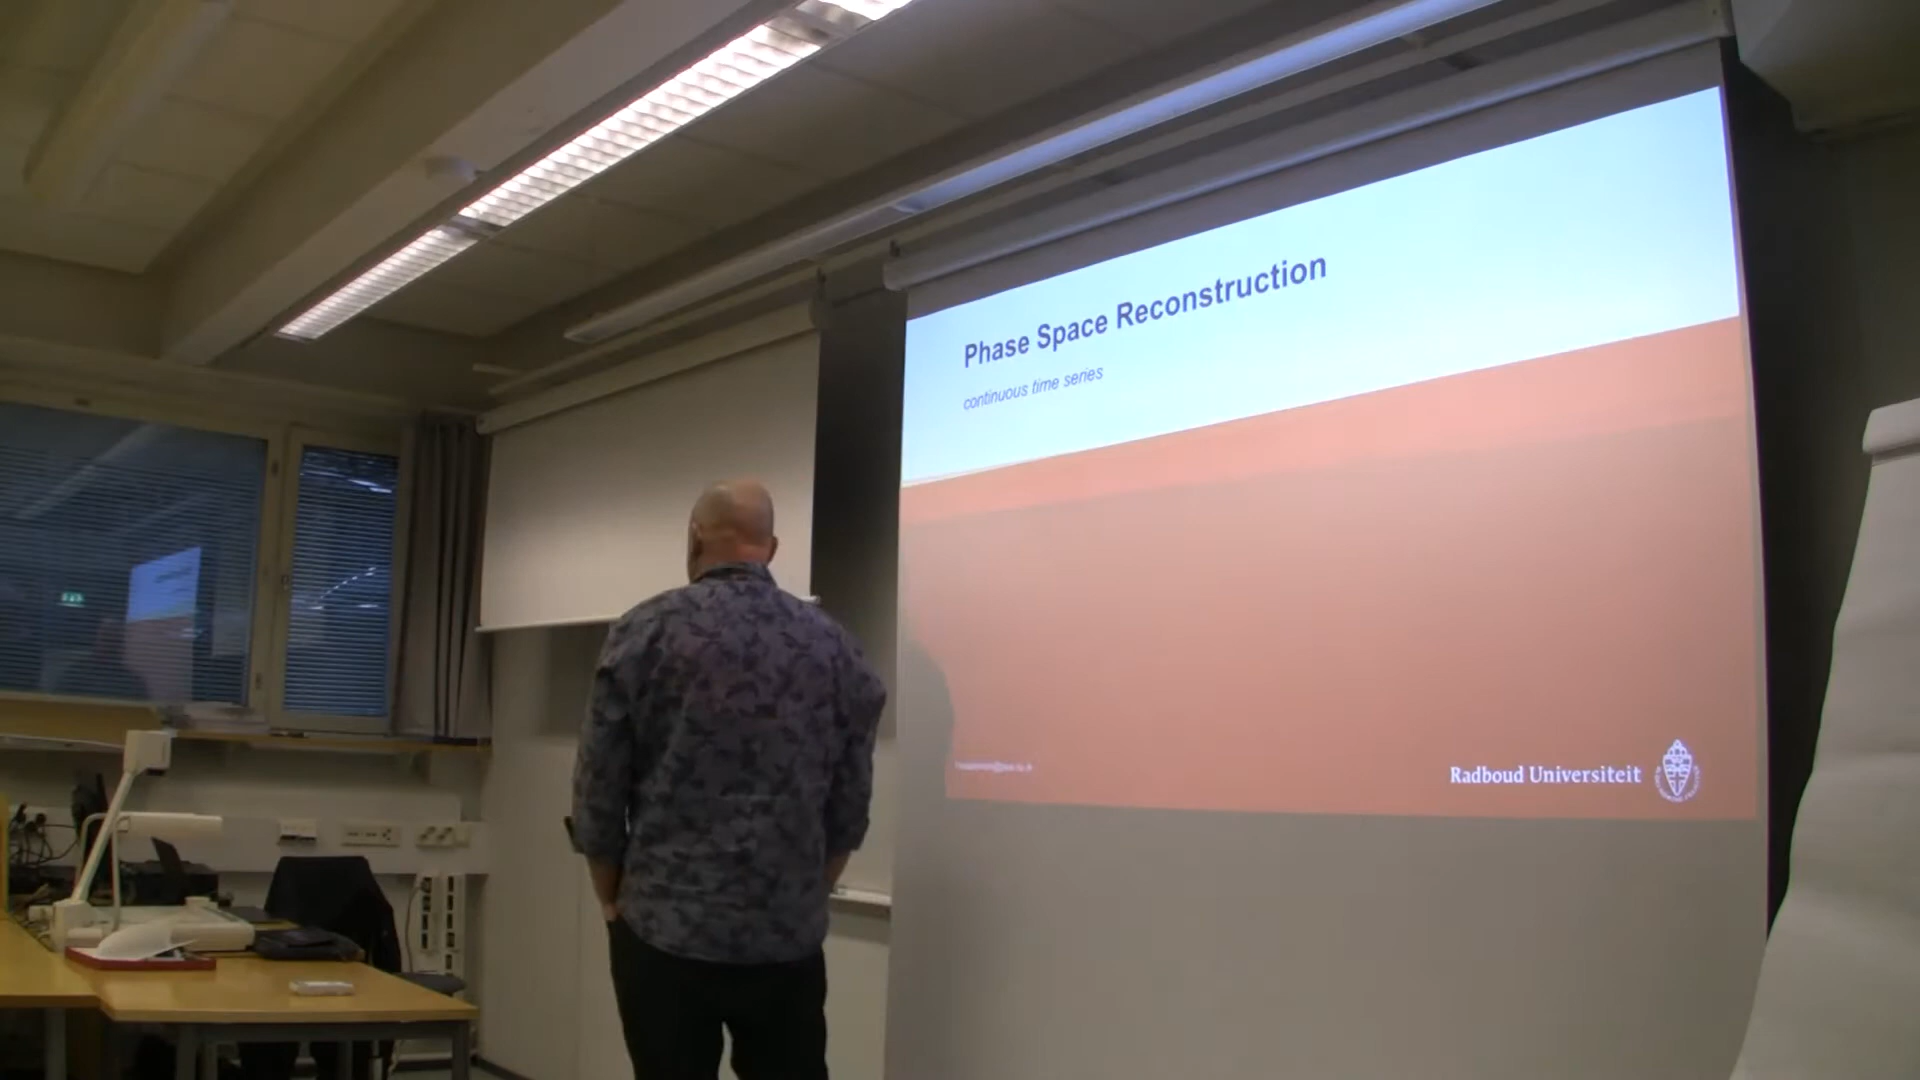 Phase Space Reconstruction
continuous time series
Radboud Universiteit